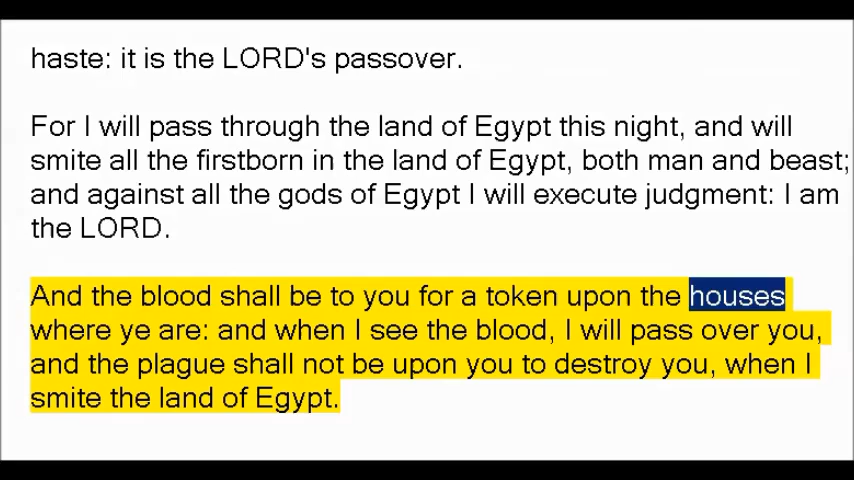 haste: it is the LORD's passover.
For I will pass through the land of Egypt this night, and will
smite all the firstborn in the land of Egypt, both man and beast;
and against all the gods of Egypt I will execute judgment: I am
the LORD.
And the blood shall be to you for a token upon the houses
where ye are: and when I see the blood, I will pass over you,
and the plague shall not be upon you to destroy you, when I
smite the land of Egypt.